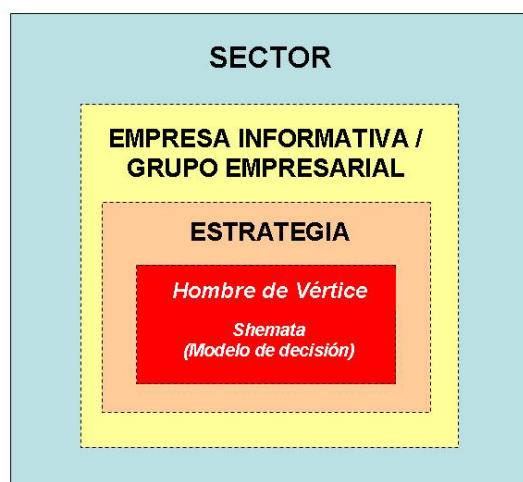 SECTOR
EMPRESA INFORMATIVA /
GRUPO EMPRESARIAL
ESTRATEGIA
Hombre de Vértice
Shemata
(Modelo de decisión)